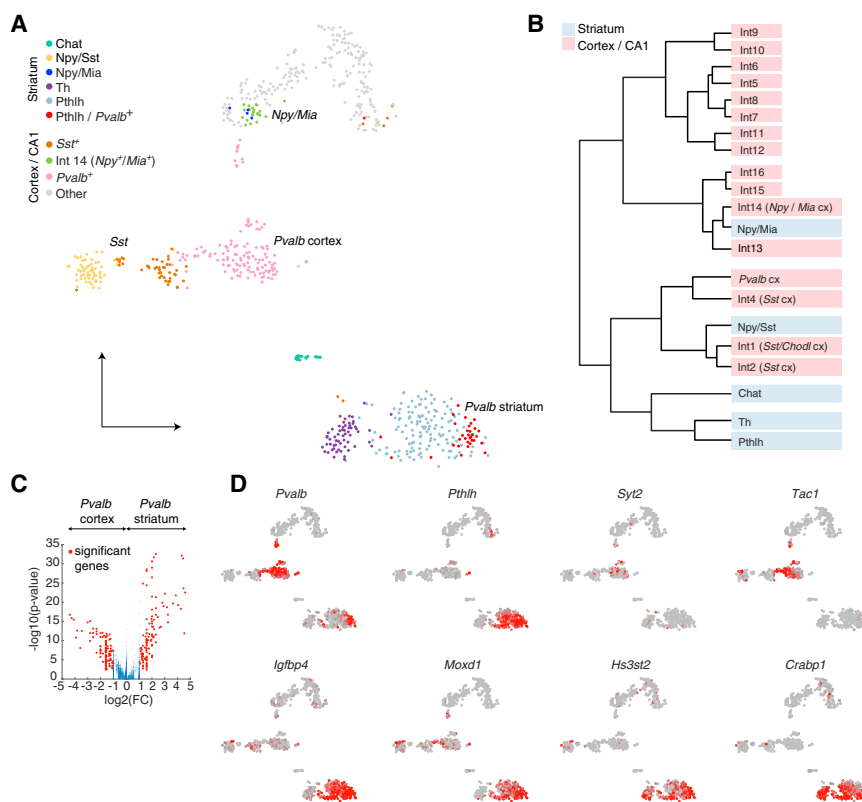 A
Striatum
Chat
Npy/Sst
Npy/Mia
Th
Pthlh
Pthlh / Pvalb+
Cortex / CA1
Sst+
Int 14 (Npy+/Mia+)
Pvalb+
Other
Npy/Mia
Sst
Pvalb cortex
Pvalb striatum
B
Striatum
Cortex / CA1
Int9
Int10
Int6
Int5
Int8
Int7
Int11
Int12
Int16
Int15
Int14 (Npy / Mia cx)
Npy/Mia
Int13
Pvalb cx
Int4 (Sst cx)
Npy/Sst
Int1 (Sst/Chodl cx)
Int2 (Sst cx)
Chat
Th
Pthlh
C
Pvalb cortex
Pvalb striatum
significant genes
-log10(p-value)
35
30
25
20
15
10
5
0
-5 -4 -3 -2 -1 0 1 2 3 4 5
log2(FC)
D
Pvalb
Pthlh
Syt2
Tac1
Igfbp4
Moxd1
Hs3st2
Crabp1